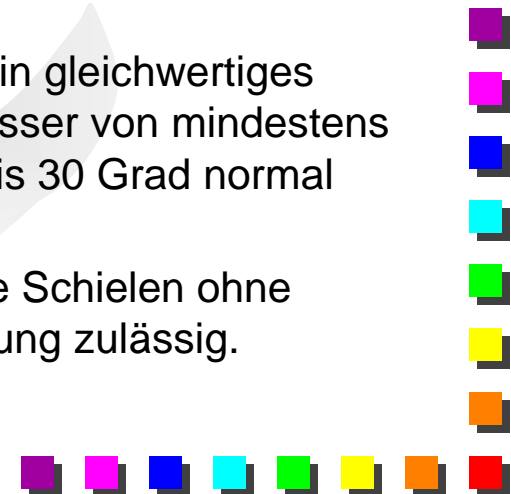 in gleichwertiges
sser von mindestens
is 30 Grad normal
e Schielen ohne
ung zulässig.